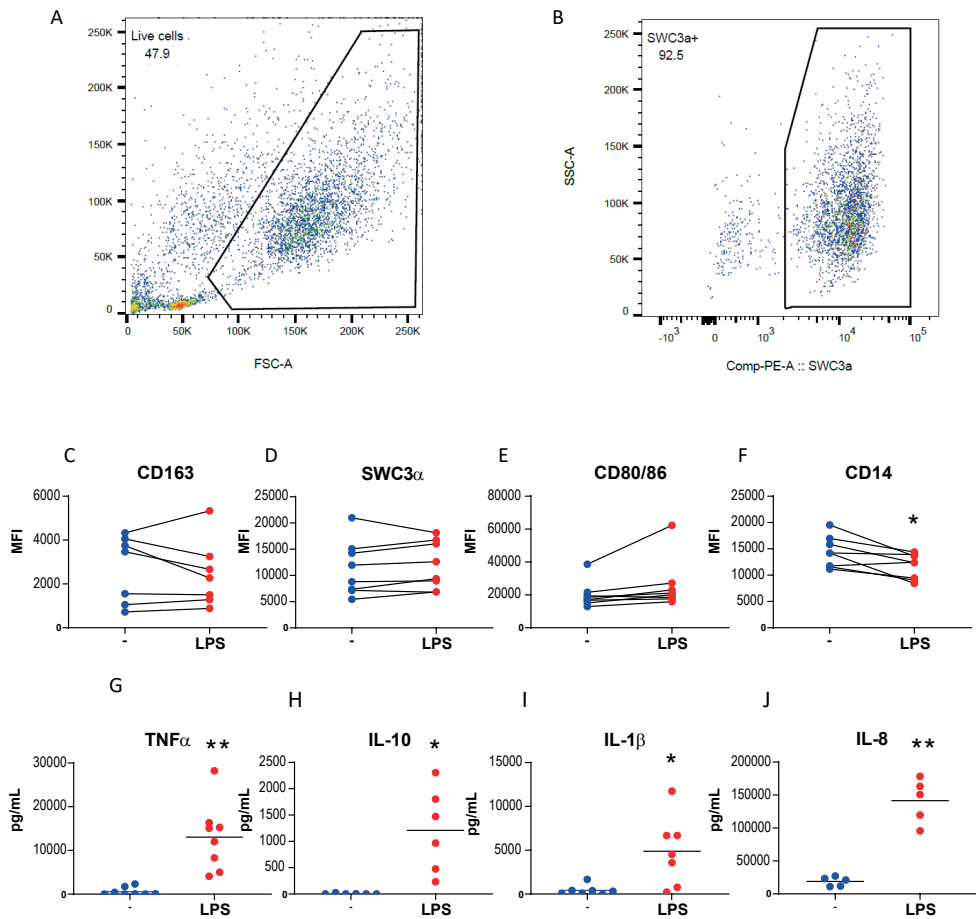 A
Live cells
47.9
250K
200K
150K
100K
50K
0
0 50K 100K 150K 200K 250K
FSC-A
B
SWC3a+
92.5
250K
200K
150K
100K
50K
0
SSC-A
-10³ 0 10³ 10⁴ 10⁵
Comp-PE-A :: SWC3a
C
CD163
MFI
6000
4000
2000
0
- LPS
D
SWC3α
MFI
25000
20000
15000
10000
5000
0
- LPS
E
CD80/86
MFI
80000
60000
40000
20000
0
- LPS
F
CD14
MFI
25000
20000
15000
10000
5000
0
*
- LPS
G
TNFα
**
pg/mL
30000
20000
10000
0
- LPS
H
IL-10
*
pg/mL
2500
2000
1500
1000
500
0
- LPS
I
IL-1β
*
pg/mL
15000
10000
5000
0
- LPS
J
IL-8
**
pg/mL
200000
150000
100000
50000
0
- LPS